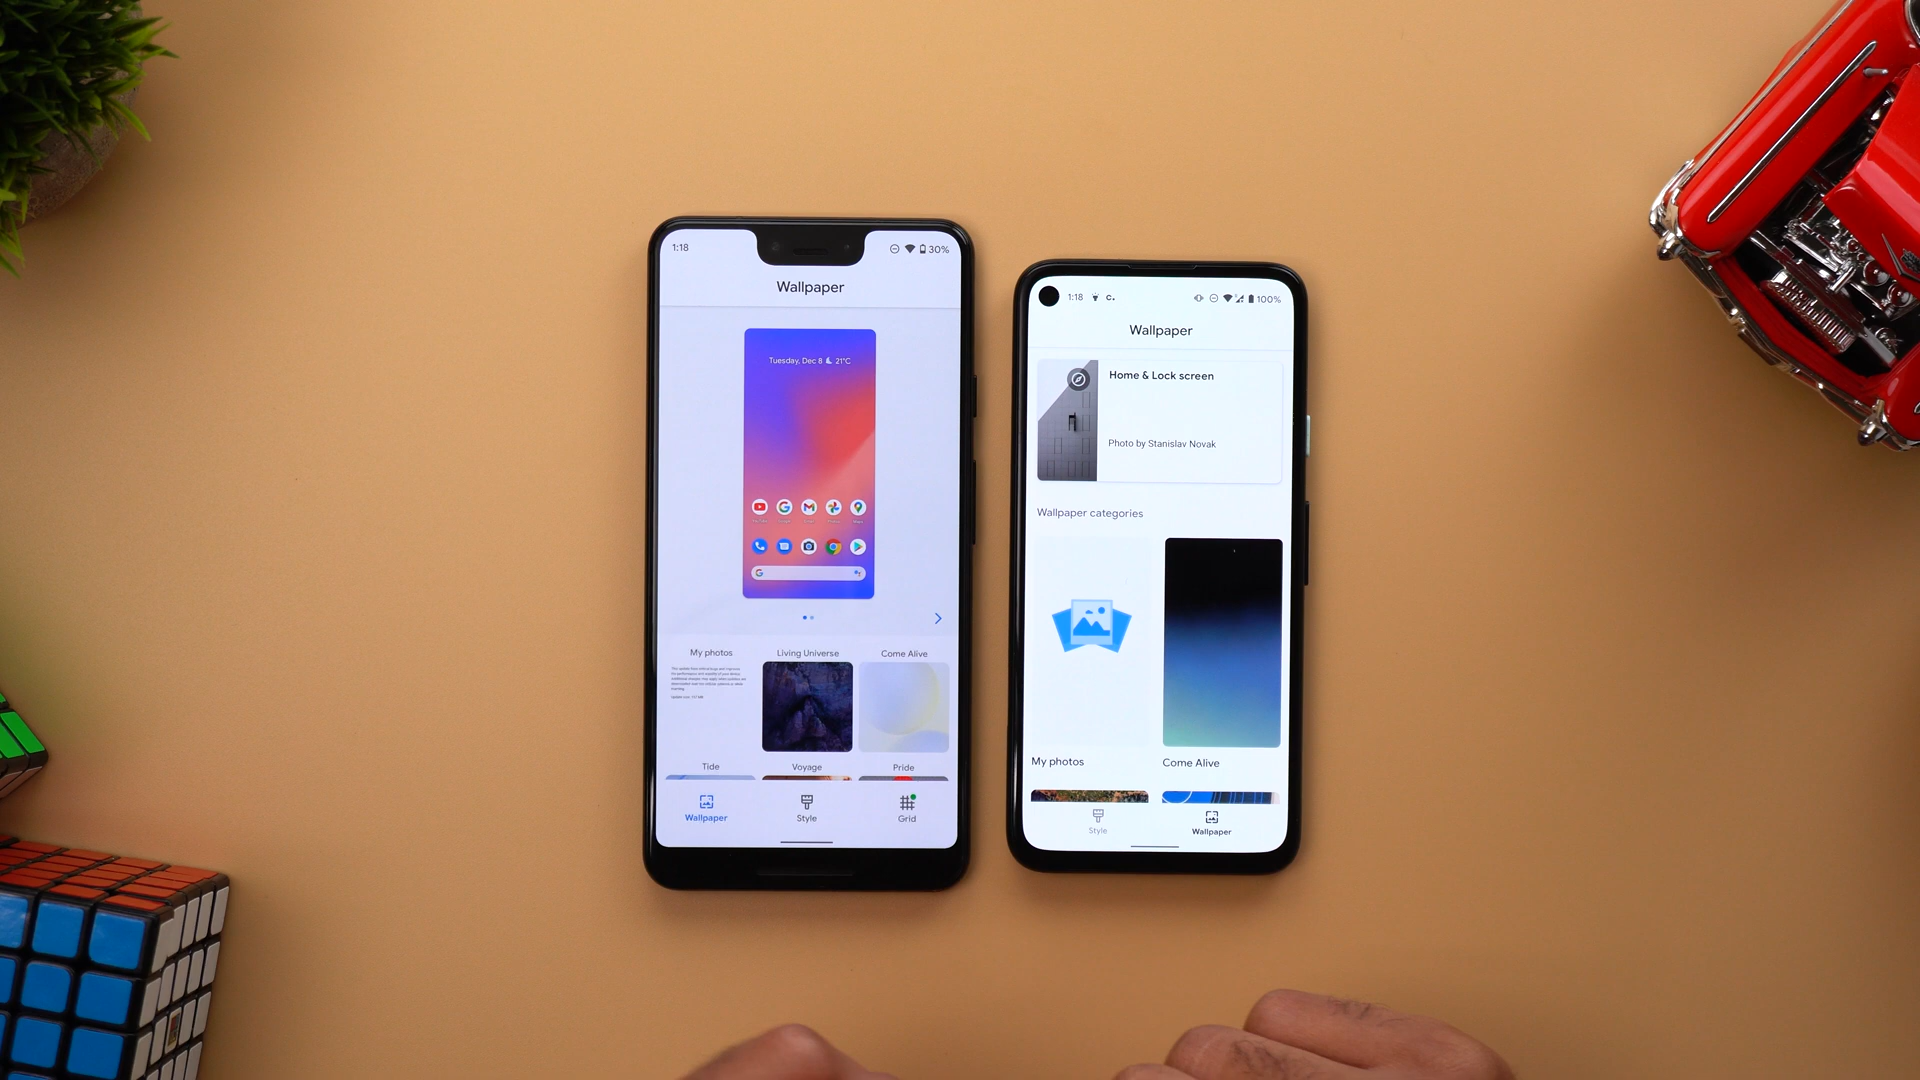 1:18
30%
Wallpaper
Tuesday, Dec 8 21°C
My photos
Living Universe
Come Alive
Tide
Voyage
Pride
Wallpaper
Style
Grid
1:18 c.
100%
Wallpaper
Home & Lock screen
Photo by Stanislav Novak
Wallpaper categories
My photos
Come Alive
Style
Wallpaper